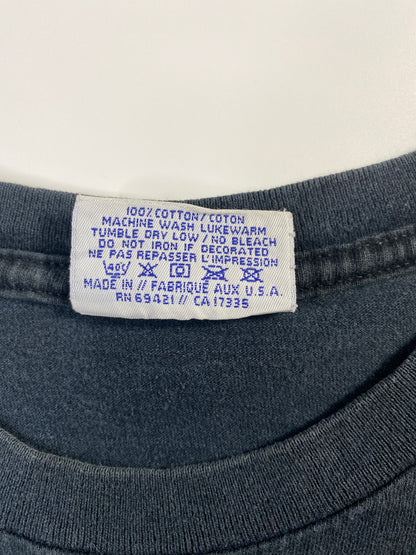 100% COTTON/COTON
MACHINE WASH LUKEWARM
TUMBLE DRY LOW/NO BLEACH
DO NOT IRON IF DECORATED
NE PAS REPASSER L'IMPRESSION
40°
MADE IN // FABRIQUE AUX U.S.A.
RN 69421 // CA 17335